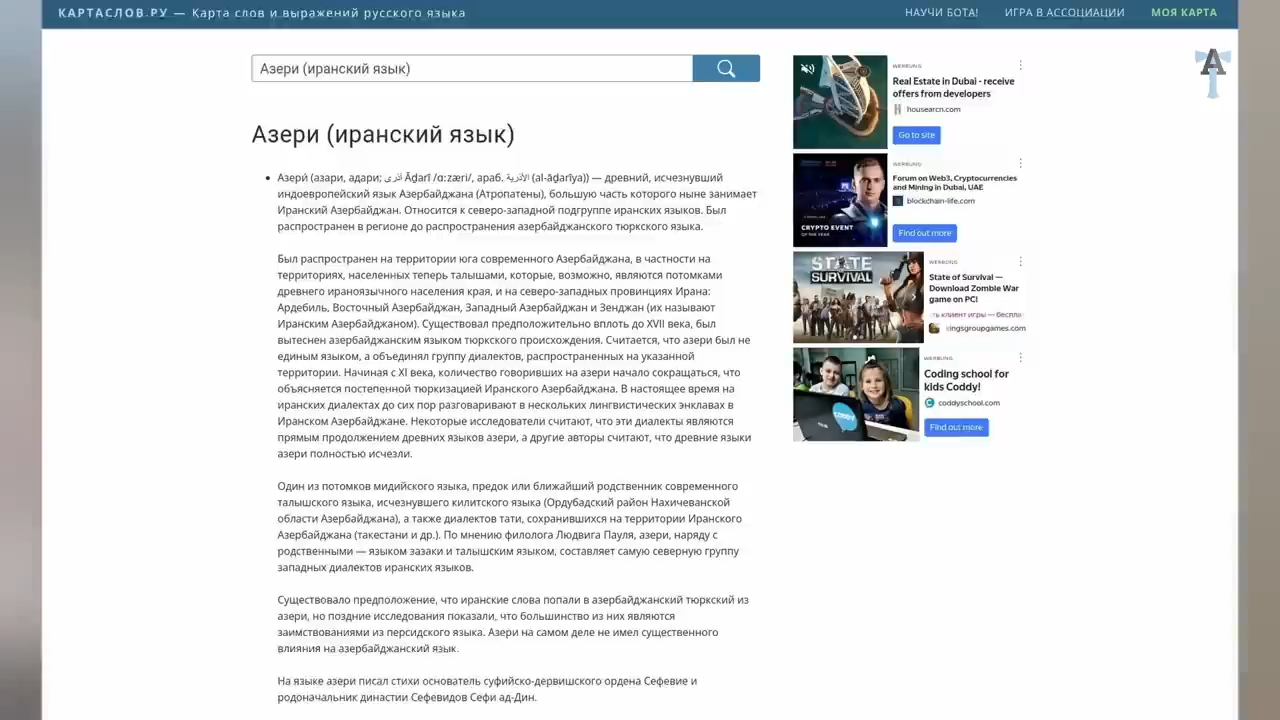 КАРТАСЛОВ.РУ — Карта слов и выражений русского языка
НАУЧИ БОТА!
ИГРА В АССОЦИАЦИИ
МОЯ КАРТА
Азери (иранский язык)
Азери (иранский язык)
Азери́ (азари, адари; آذری Āḏarī /ɑːzæri/, араб. الأذرية (al-āḏarīya)) — древний, исчезнувший
индоевропейский язык Азербайджана (Атропатены), большую часть которого ныне занимает
Иранский Азербайджан. Относится к северо-западной подгруппе иранских языков. Был
распространен в регионе до распространения азербайджанского тюркского языка.
Был распространен на территории юга современного Азербайджана, в частности на
территориях, населенных теперь талышами, которые, возможно, являются потомками
древнего ираноязычного населения края, и на северо-западных провинциях Ирана:
Ардебиль, Восточный Азербайджан, Западный Азербайджан и Зенджан (их называют
Иранским Азербайджаном). Существовал предположительно вплоть до XVII века, был
азербайджанским языком тюркского происхождения. Считается, что азери был не
единым языком, а объединял группу диалектов, распространенных на указанной
территории. Начиная с XI века, количество говоривших на азери начало сокращаться, что
объясняется постепенной тюркизацией Иранского Азербайджана. В настоящее время на
иранских диалектах до сих пор разговаривают в нескольких лингвистических энклавах в
Иранском Азербайджане. Некоторые исследователи считают, что эти диалекты являются
прямым продолжением древних языков азери, а другие авторы считают, что древние языки
азери полностью исчезли.
Один из потомков мидийского языка, предок или ближайший родственник современного
талышского языка, исчезнувшего килитского языка (Ордубадский район Нахичеванской
области Азербайджана), а также диалектов тати, сохранившихся на территории Иранского
Азербайджана (такестани и др.). По мнению филолога Людвига Пауля, азери, наряду с
родственными — языком зазаки и талышским языком, составляет самую северную группу
западных диалектов иранских языков.
Существовало предположение, что иранские слова попали в азербайджанский тюркский из
азери, но поздние исследования показали, что большинство из них являются
заимствованиями из персидского языка. Азери на самом деле не имел существенного
влияния на азербайджанский язык.
На языке азери писал стихи основатель суфийско-дервишского ордена Сефевие и
родоначальник династии Сефевидов Сефи ад-Дин.
WERBUNG
Real Estate in Dubai - receive
offers from developers
housearch.com
Go to site
WERBUNG
Forum on Web3, Cryptocurrencies
and Mining in Dubai, UAE
blockchain-life.com
Find out more
CRYPTO EVENT
OF THE YEAR
STATE
SURVIVAL
WERBUNG
State of Survival —
Download Zombie War
game on PC!
ть клиент игры — беспла
kingsgroupgames.com
WERBUNG
Coding school for
kids Coddy!
coddyschool.com
Find out more